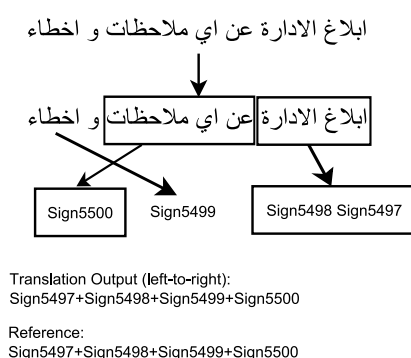 ابلاغ الادارة عن اي ملاحظات و اخطاء
ابلاغ الادارة عن اي ملاحظات و اخطاء
Sign5500 Sign5499 Sign5498 Sign5497
Translation Output (left-to-right):
Sign5497+Sign5498+Sign5499+Sign5500
Reference:
Sign5497+Sign5498+Sign5499+Sign5500